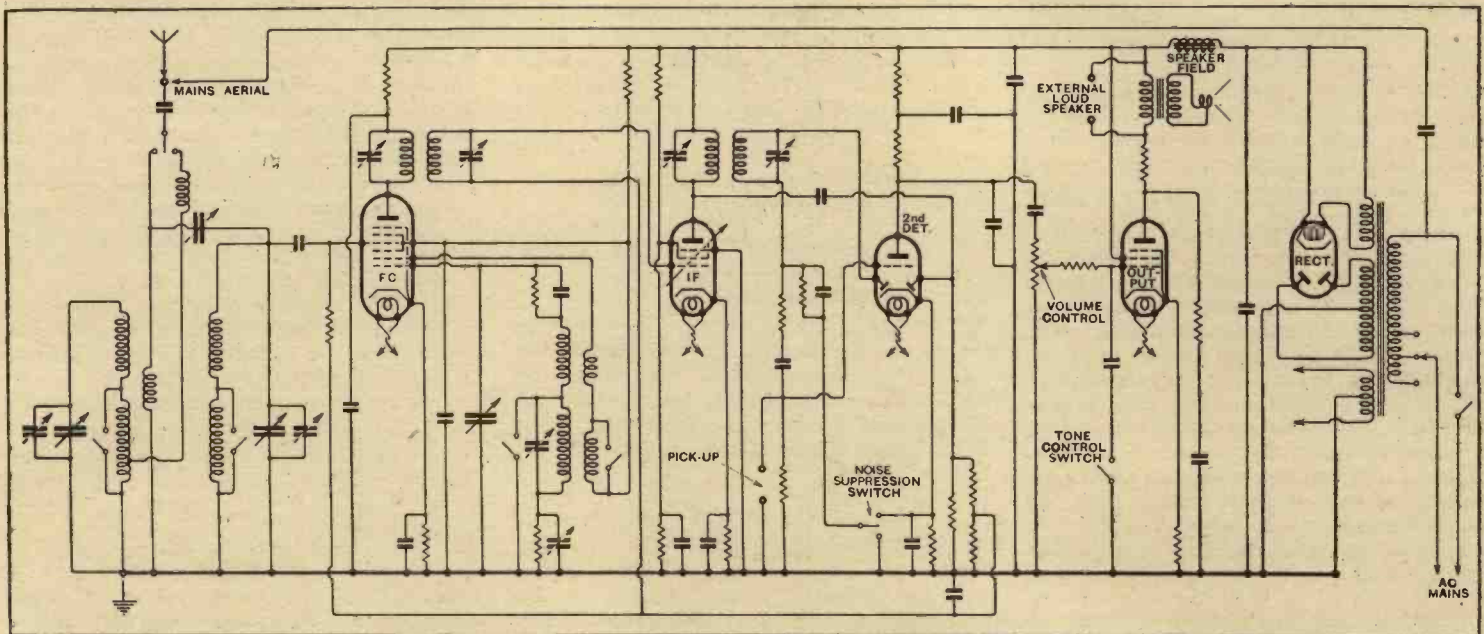 MAINS AERIAL
EXTERNAL
LOUD
SPEAKER
SPEAKER
FIELD
FC
IF
2nd
DET.
OUT-
PUT
RECT.
VOLUME
CONTROL
PICK-UP
NOISE
SUPPRESSION
SWITCH
TONE
CONTROL
SWITCH
AC
MAINS